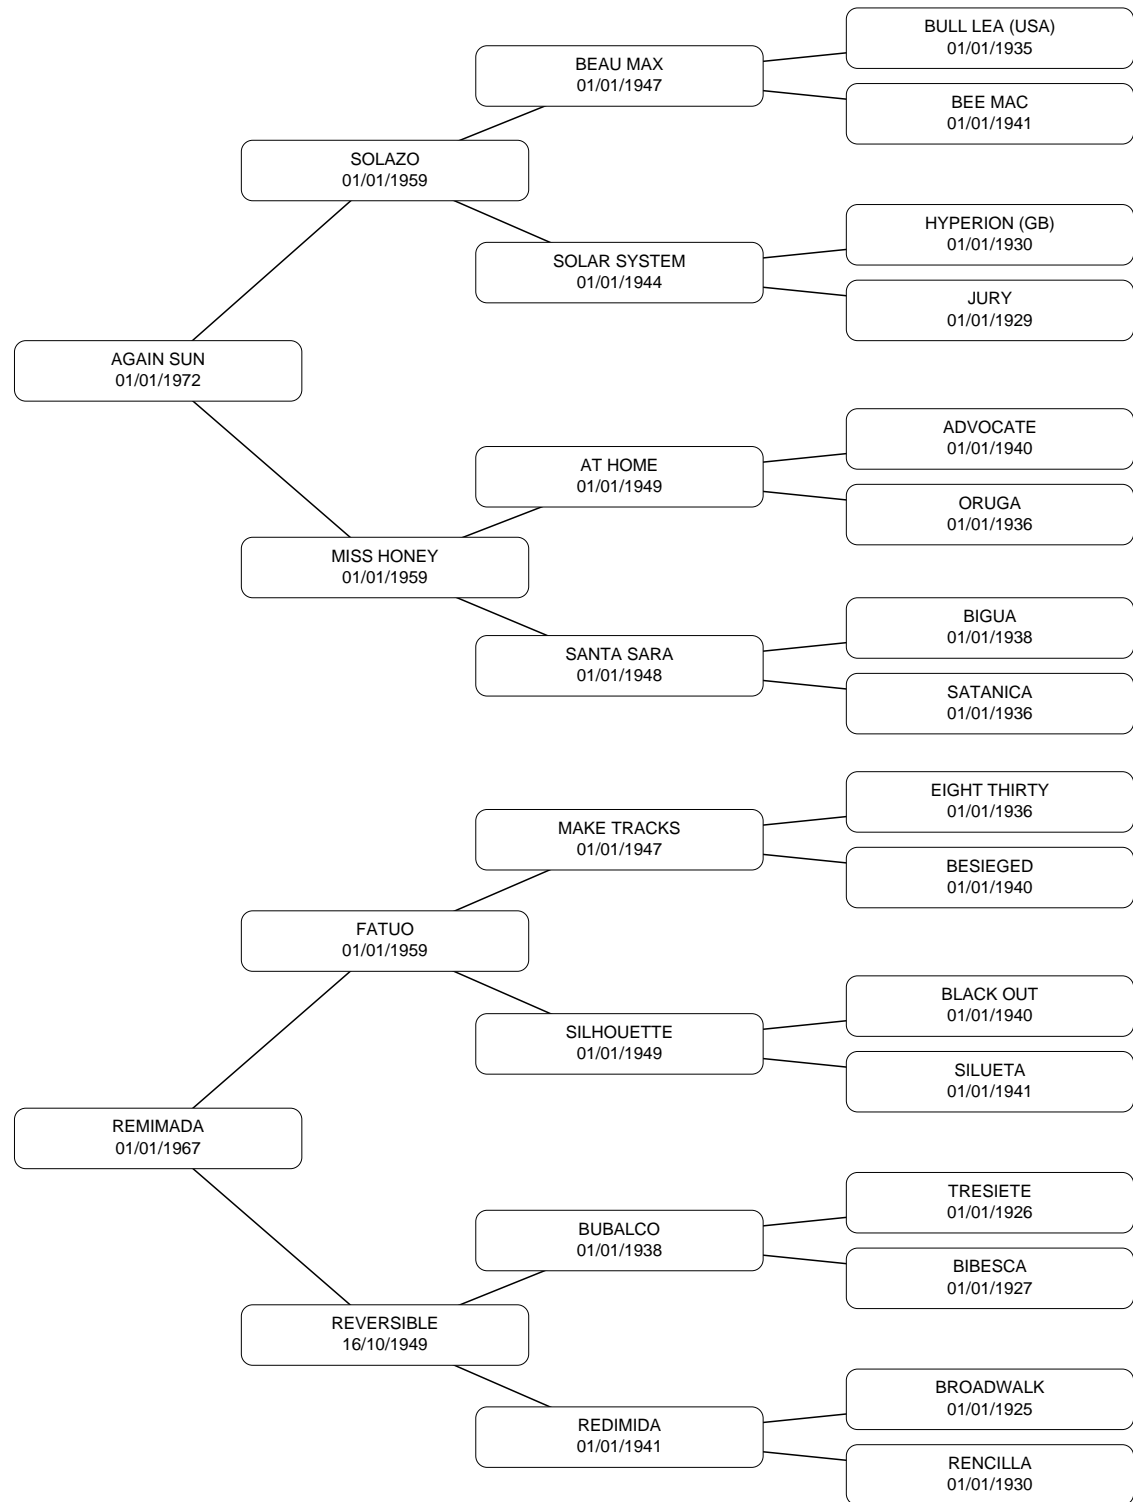 BULL LEA (USA)
01/01/1935
BEAU MAX
01/01/1947
BEE MAC
01/01/1941
SOLAZO
01/01/1959
HYPERION (GB)
01/01/1930
SOLAR SYSTEM
01/01/1944
JURY
01/01/1929
AGAIN SUN
01/01/1972
ADVOCATE
01/01/1940
AT HOME
01/01/1949
ORUGA
01/01/1936
MISS HONEY
01/01/1959
BIGUA
01/01/1938
SANTA SARA
01/01/1948
SATANICA
01/01/1936
EIGHT THIRTY
01/01/1936
MAKE TRACKS
01/01/1947
BESIEGED
01/01/1940
FATUO
01/01/1959
BLACK OUT
01/01/1940
SILHOUETTE
01/01/1949
SILUETA
01/01/1941
REMIMADA
01/01/1967
TRESIETE
01/01/1926
BUBALCO
01/01/1938
BIBESCA
01/01/1927
REVERSIBLE
16/10/1949
BROADWALK
01/01/1925
REDIMIDA
01/01/1941
RENCILLA
01/01/1930